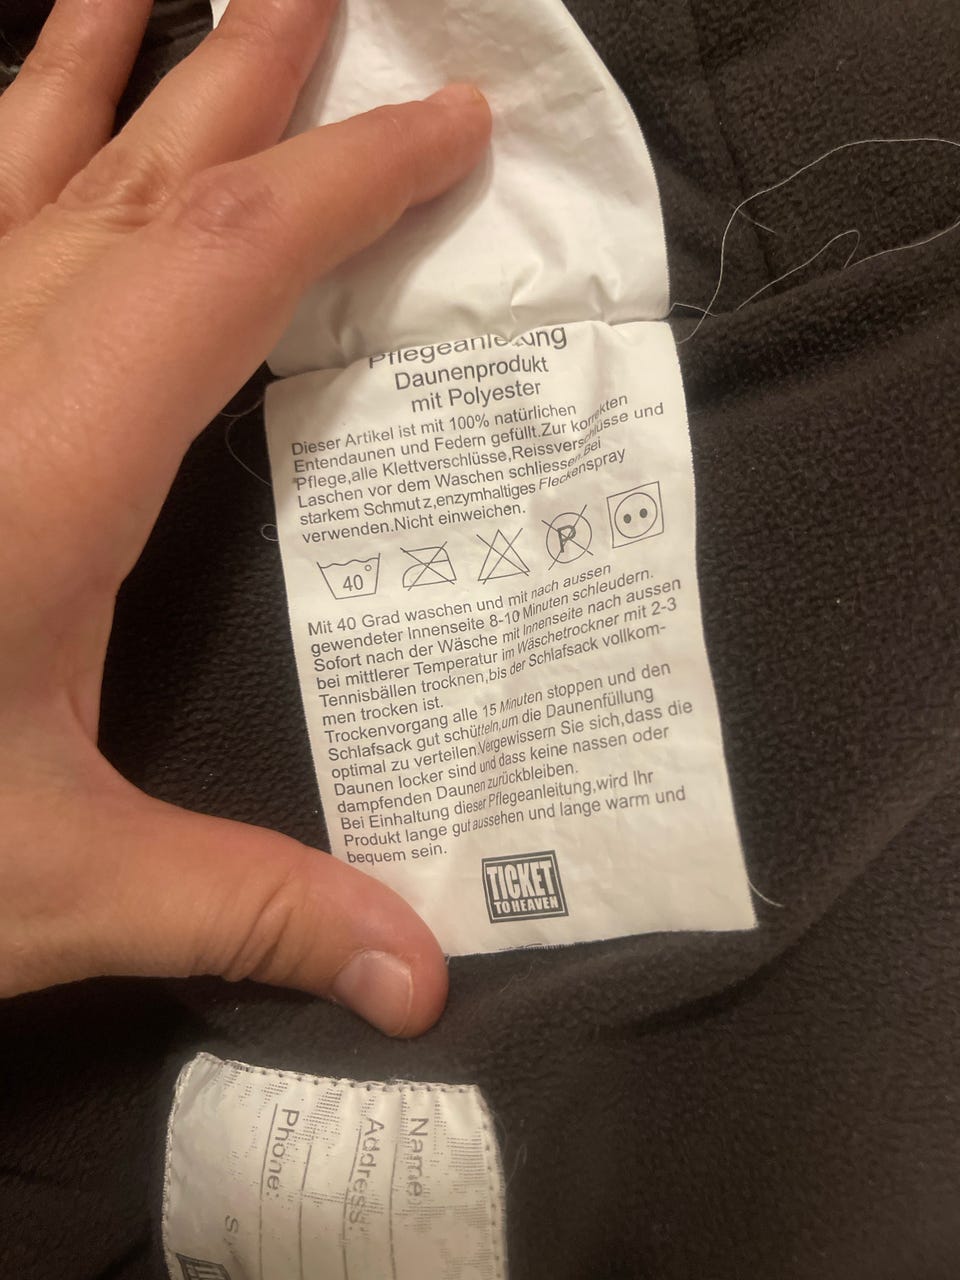 Pflegeanleitung
Daunenprodukt
mit Polyester
Dieser Artikel ist mit 100% natürlichen
Entendaunen und Federn gefüllt.Zur korrekten
Pflege,alle Klettverschlüsse,Reissverschlüsse und
Laschen vor dem Waschen schliessen.Bei
starkem Schmutz,enzymhaltiges Fleckenspray
verwenden.Nicht einweichen.
40° P
Mit 40 Grad waschen und mit nach aussen
gewendeter Innenseite 8-10 Minuten schleudern.
Sofort nach der Wäsche mit Innenseite nach aussen
bei mittlerer Temperatur im Wäschetrockner mit 2-3
Tennisbällen trocknen,bis der Schlafsack vollkom-
men trocken ist.
Trockenvorgang alle 15 Minuten stoppen und den
Schlafsack gut schütteln,um die Daunenfüllung
optimal zu verteilen.Vergewissern Sie sich,dass die
Daunen locker sind und dass keine nassen oder
dampfenden Daunen zurückbleiben.
Bei Einhaltung dieser Pflegeanleitung,wird Ihr
Produkt lange gut aussehen und lange warm und
bequem sein.
TICKET
TO HEAVEN
Name:
Address:
Phone: